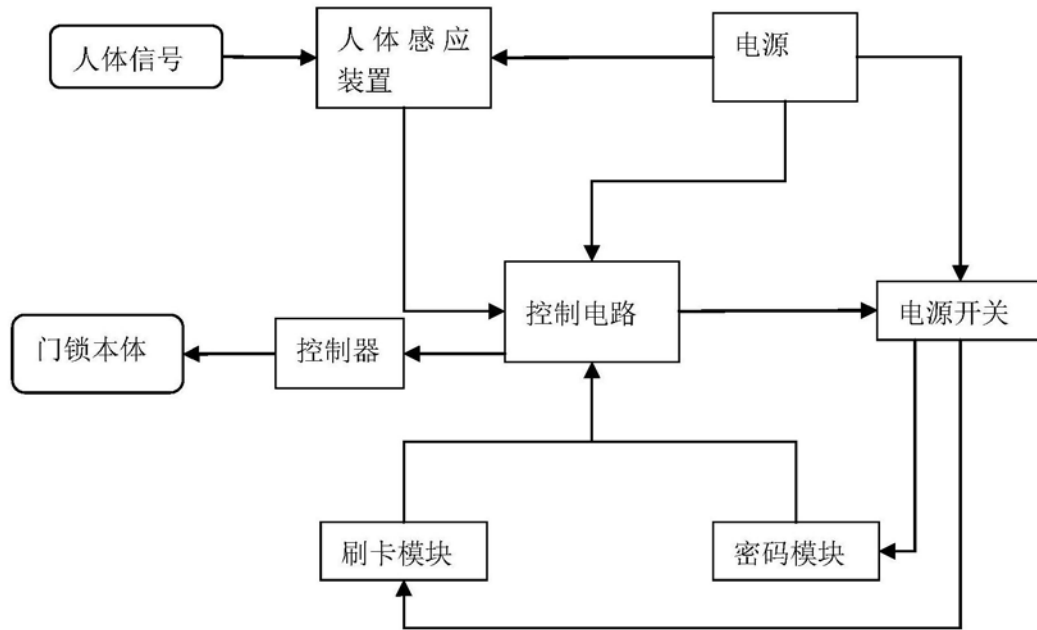 人体信号
人体感应
装置
电源
控制电路
电源开关
门锁本体
控制器
刷卡模块
密码模块